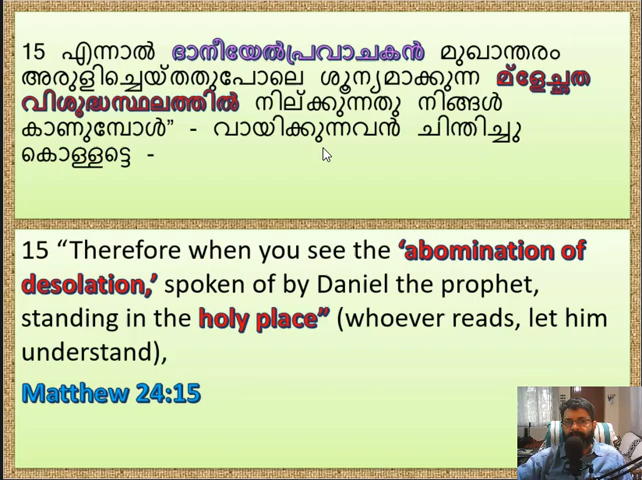 15 എന്നാൽ ദാനീയേൽപ്രവാചകൻ മുഖാന്തരം
അരുളിച്ചെയ്തതുപോലെ ശൂന്യമാക്കുന്ന മ്ളേച്ഛത
വിശുദ്ധസ്ഥലത്തിൽ നില്ക്കുന്നതു നിങ്ങൾ
കാണുമ്പോൾ” - വായിക്കുന്നവൻ ചിന്തിച്ചു
കൊള്ളട്ടെ -
15 “Therefore when you see the ‘abomination of
desolation,’ spoken of by Daniel the prophet,
standing in the holy place” (whoever reads, let him
understand),
Matthew 24:15